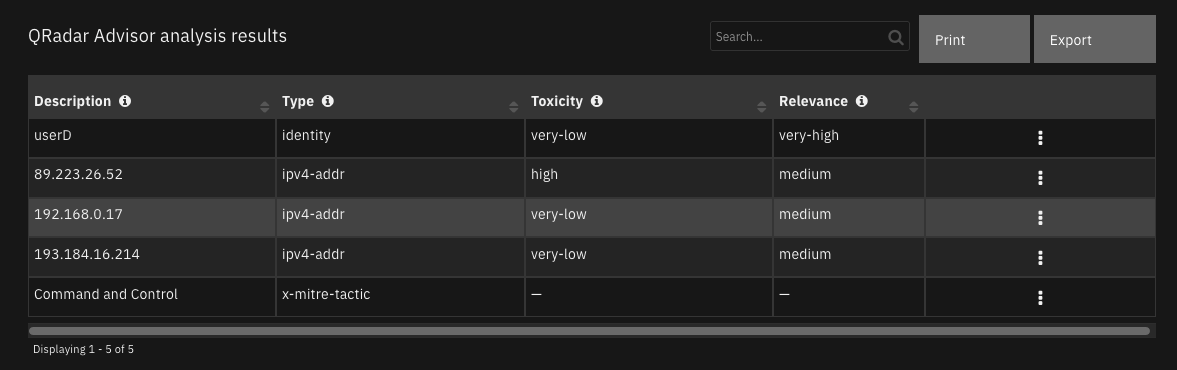 QRadar Advisor analysis results
Search...
Print
Export
Description Type Toxicity Relevance
userD identity very-low very-high
89.223.26.52 ipv4-addr high medium
192.168.0.17 ipv4-addr very-low medium
193.184.16.214 ipv4-addr very-low medium
Command and Control x-mitre-tactic — —
Displaying 1 - 5 of 5